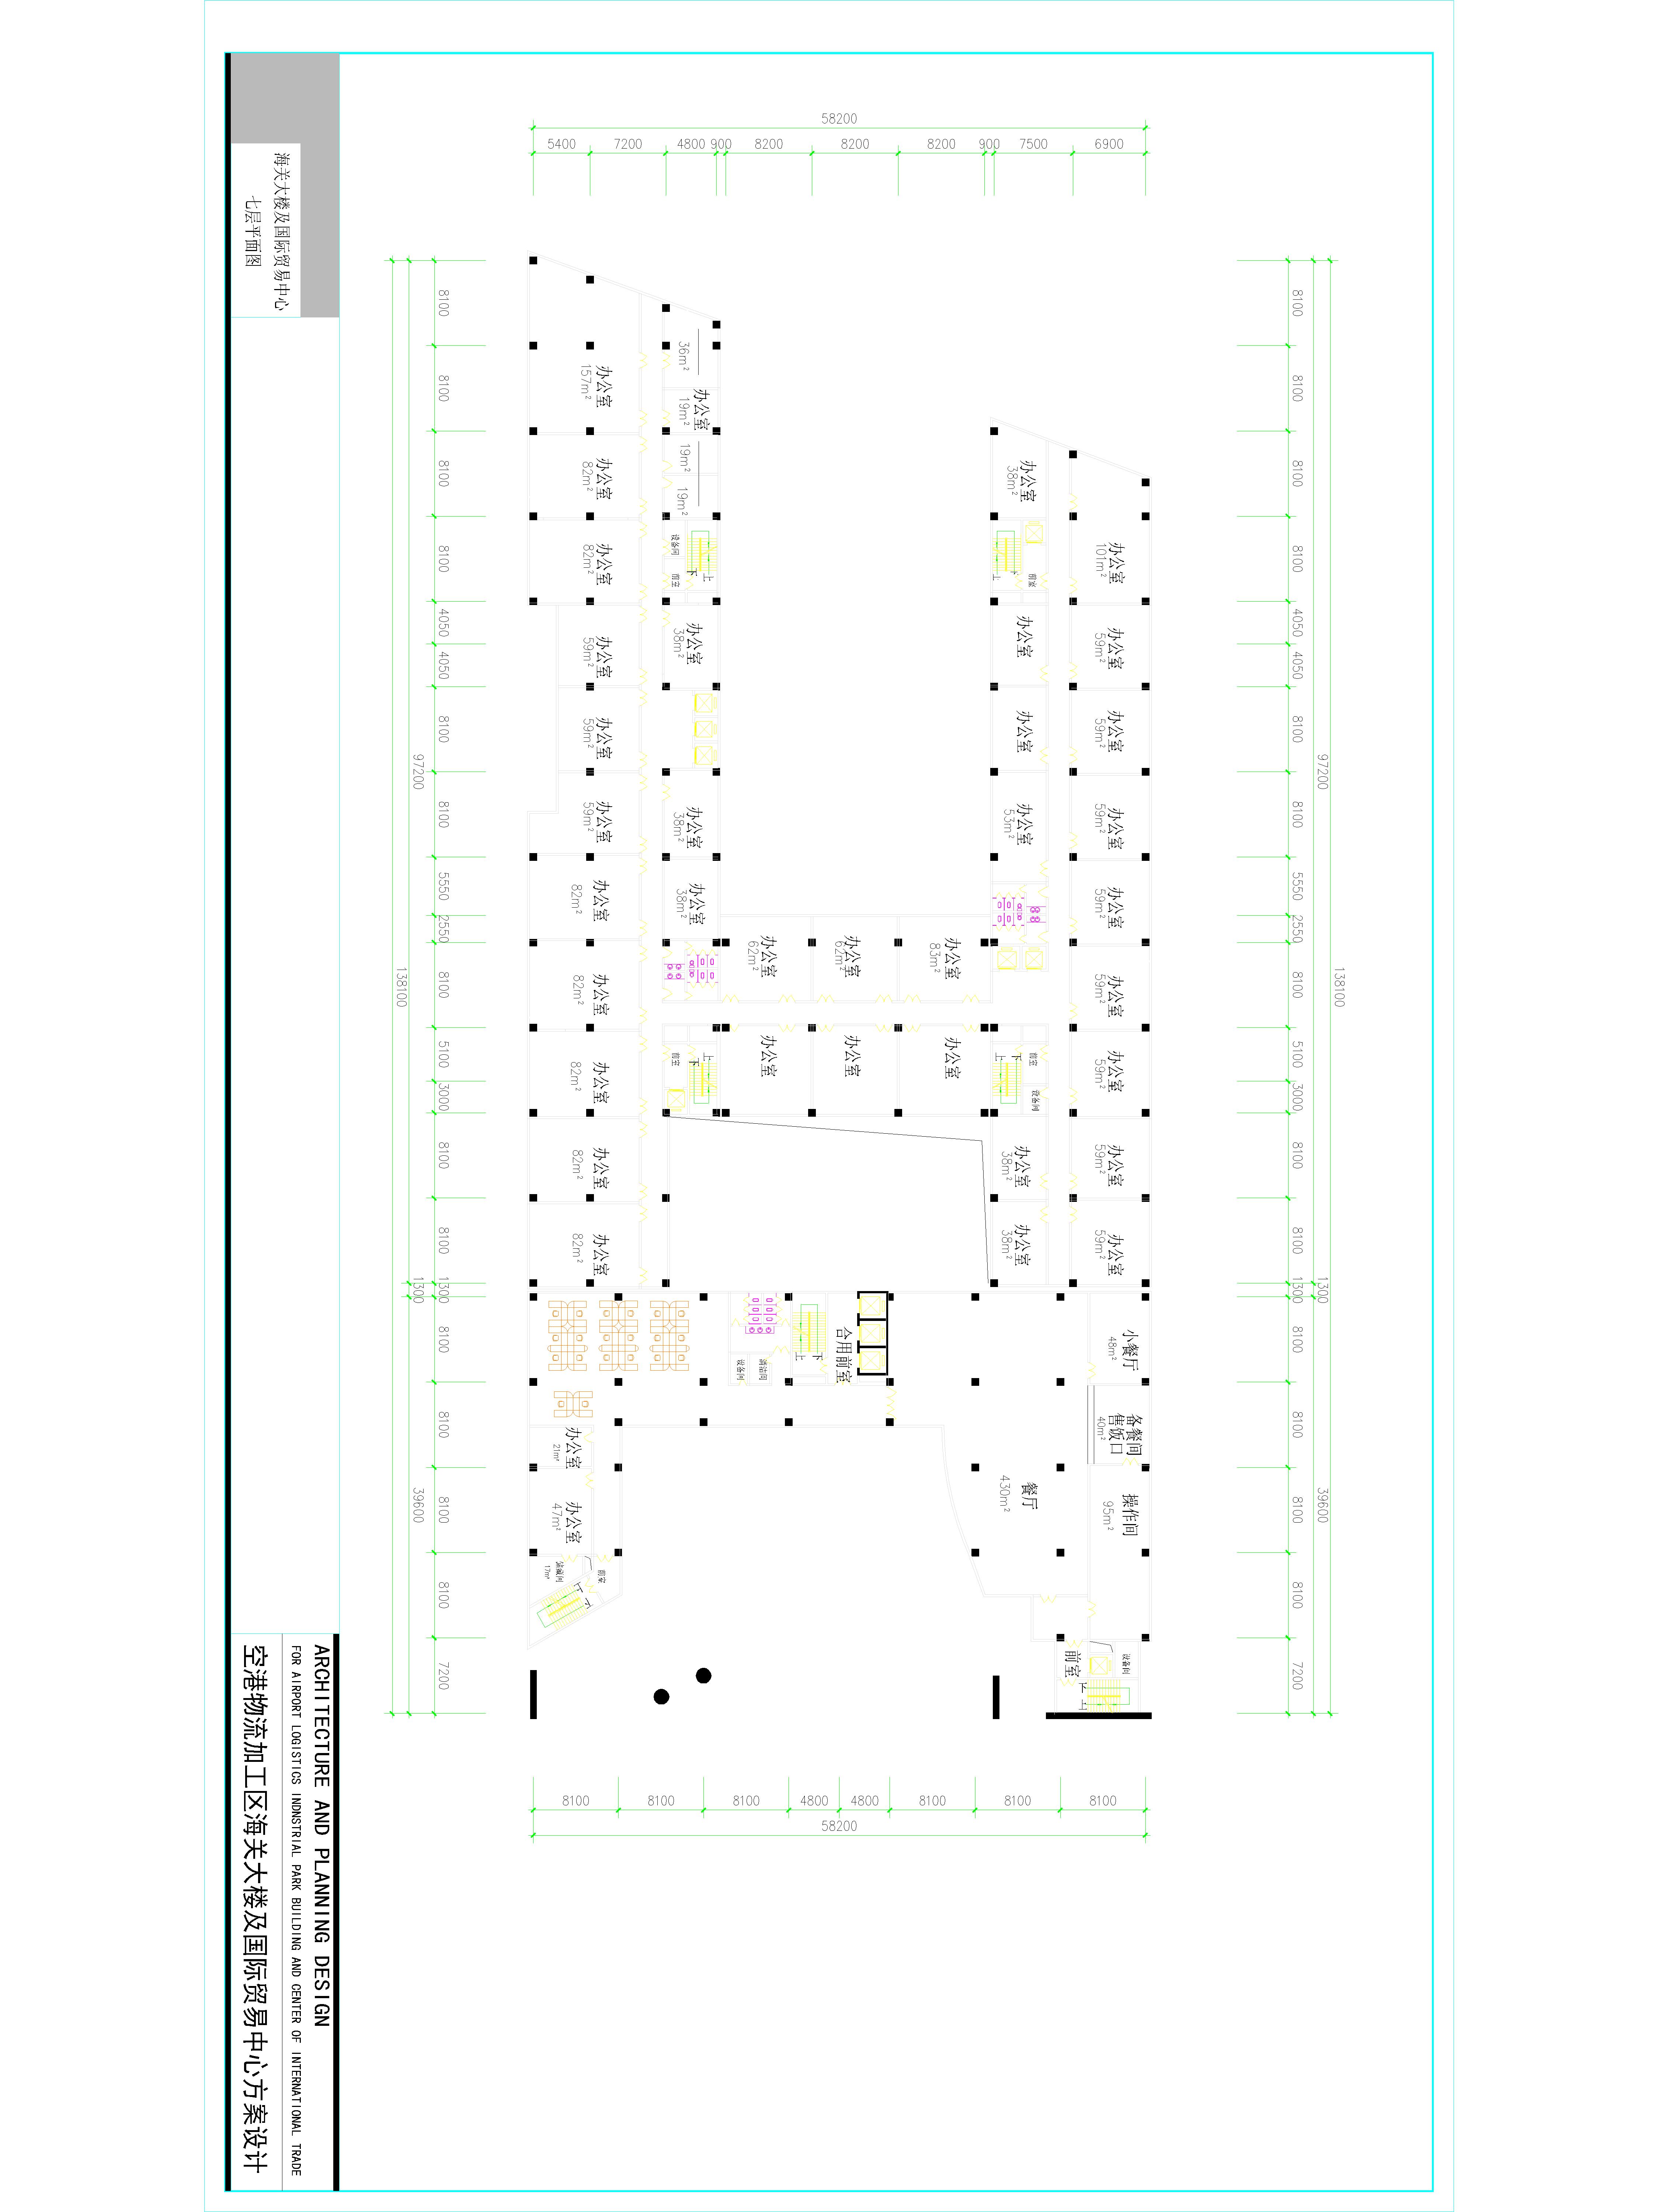 138100
97200 1300 39600
8100 8100 8100 8100 4050 4050 8100 8100 5550 2550 8100 5100 3000 8100 8100 1300 8100 8100 8100 8100 7200
58200
6900
7500
900
8200
8200
8200
900
4800
7200
5400
办公室 办公室 办公室 办公室 办公室 办公室 办公室 办公室 办公室
101m² 59m² 59m² 59m² 59m² 59m² 59m² 59m² 59m²
小餐厅
48m²
备餐间
售饭口
40m²
操作间
95m²
设备间
前室
下
上
办公室
38m²
前室
下
上
办公室
办公室
办公室
53m²
前室
设备间
下
上
办公室
38m²
办公室
38m²
餐厅
430m²
办公室
83m²
办公室
办公室
62m²
办公室
办公室
62m²
办公室
合用前室
下
上
清洁间
设备间
36m²
办公室
19m²
19m²
19m²
上
下
设备间
前室
办公室
38m²
办公室
38m²
办公室
38m²
上
下
前室
办公室 办公室 办公室 办公室 办公室 办公室 办公室 办公室 办公室 办公室 办公室
157m² 82m² 82m² 59m² 59m² 59m² 82m² 82m² 82m² 82m² 82m²
办公室
21m²
办公室
47m²
前室
下
上
储藏间
17m²
8100
8100
8100
4800
4800
8100
8100
8100
58200
8100 8100 8100 8100 4050 4050 8100 8100 5550 2550 8100 5100 3000 8100 8100 1300 8100 8100 8100 8100 7200
97200 1300 39600
138100
海关大楼及国际贸易中心
七层平面图
ARCHITECTURE AND PLANNING DESIGN
FOR AIRPORT LOGISTICS INDNSTRIAL PARK BUILDING AND CENTER OF INTERNATIONAL TRADE
空港物流加工区海关大楼及国际贸易中心方案设计